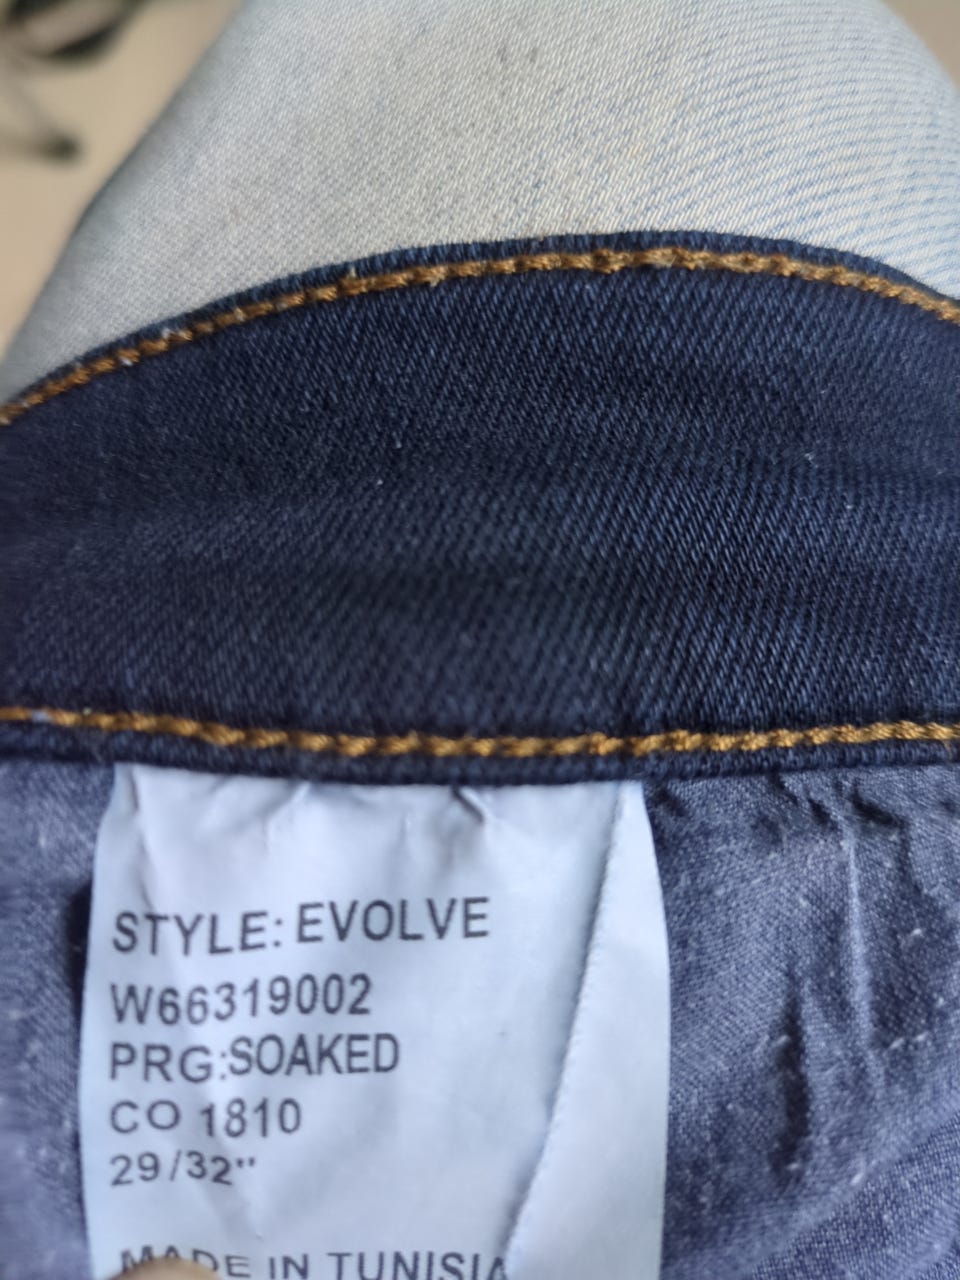 STYLE: EVOLVE
W66319002
PRG:SOAKED
CO 1810
29/32"
MADE IN TUNISIA